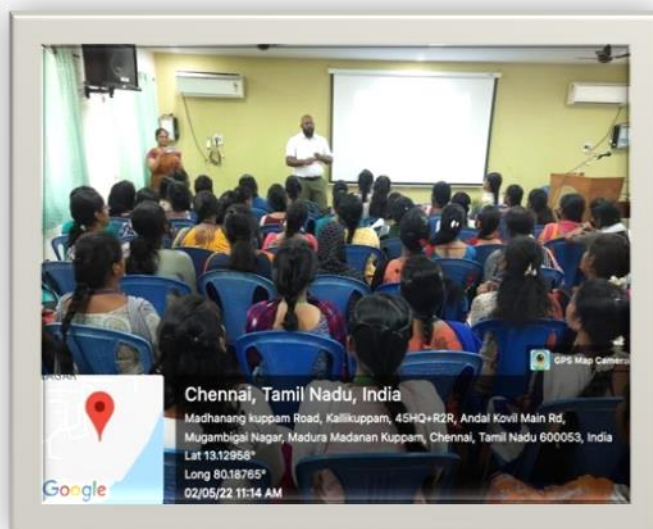 GPS Map Camera
NAGAR
Chennai, Tamil Nadu, India
Madhanang kuppam Road, Kallikuppam, 45HQ+R2R, Andal Kovil Main Rd,
Mugambigai Nagar, Madura Madanan Kuppam, Chennai, Tamil Nadu 600053, India
Lat 13.12958°
Long 80.18765°
02/05/22 11:14 AM
Google